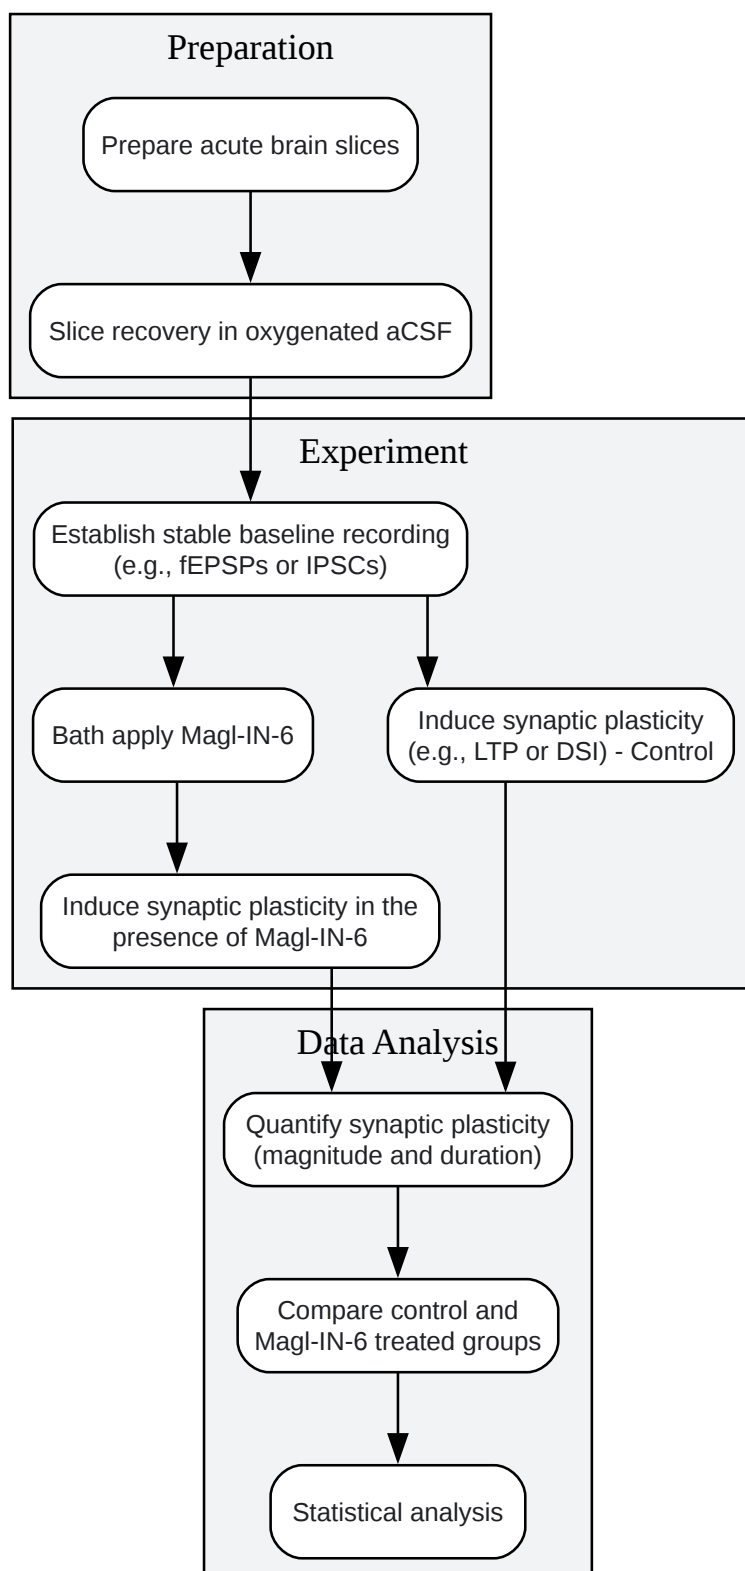 Preparation
Prepare acute brain slices
Slice recovery in oxygenated aCSF
Experiment
Establish stable baseline recording
(e.g., fEPSPs or IPSCs)
Bath apply Magl-IN-6
Induce synaptic plasticity
(e.g., LTP or DSI) - Control
Induce synaptic plasticity in the
presence of Magl-IN-6
Data Analysis
Quantify synaptic plasticity
(magnitude and duration)
Compare control and
Magl-IN-6 treated groups
Statistical analysis